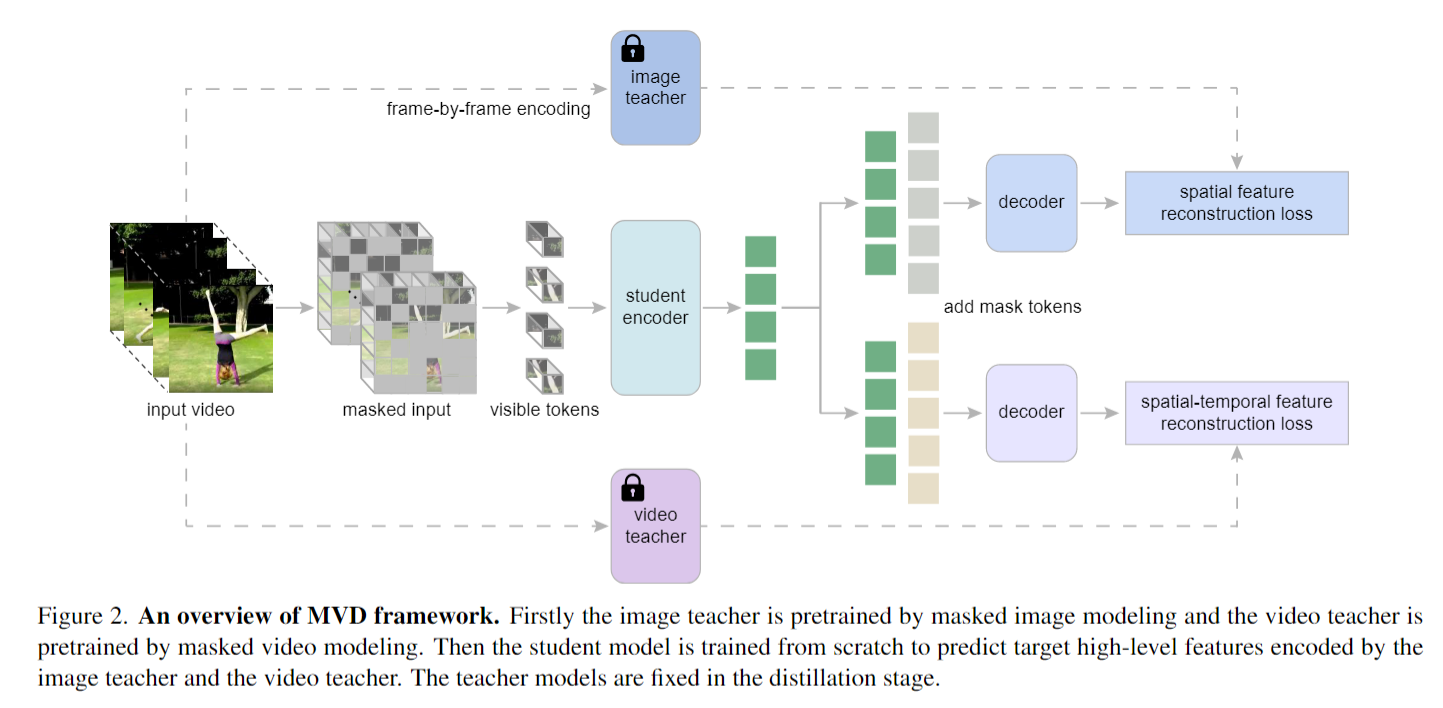 image
teacher
frame-by-frame encoding
decoder
spatial feature
reconstruction loss
student
encoder
add mask tokens
input video
masked input
visible tokens
decoder
spatial-temporal feature
reconstruction loss
video
teacher
Figure 2. An overview of MVD framework. Firstly the image teacher is pretrained by masked image modeling and the video teacher is
pretrained by masked video modeling. Then the student model is trained from scratch to predict target high-level features encoded by the
image teacher and the video teacher. The teacher models are fixed in the distillation stage.